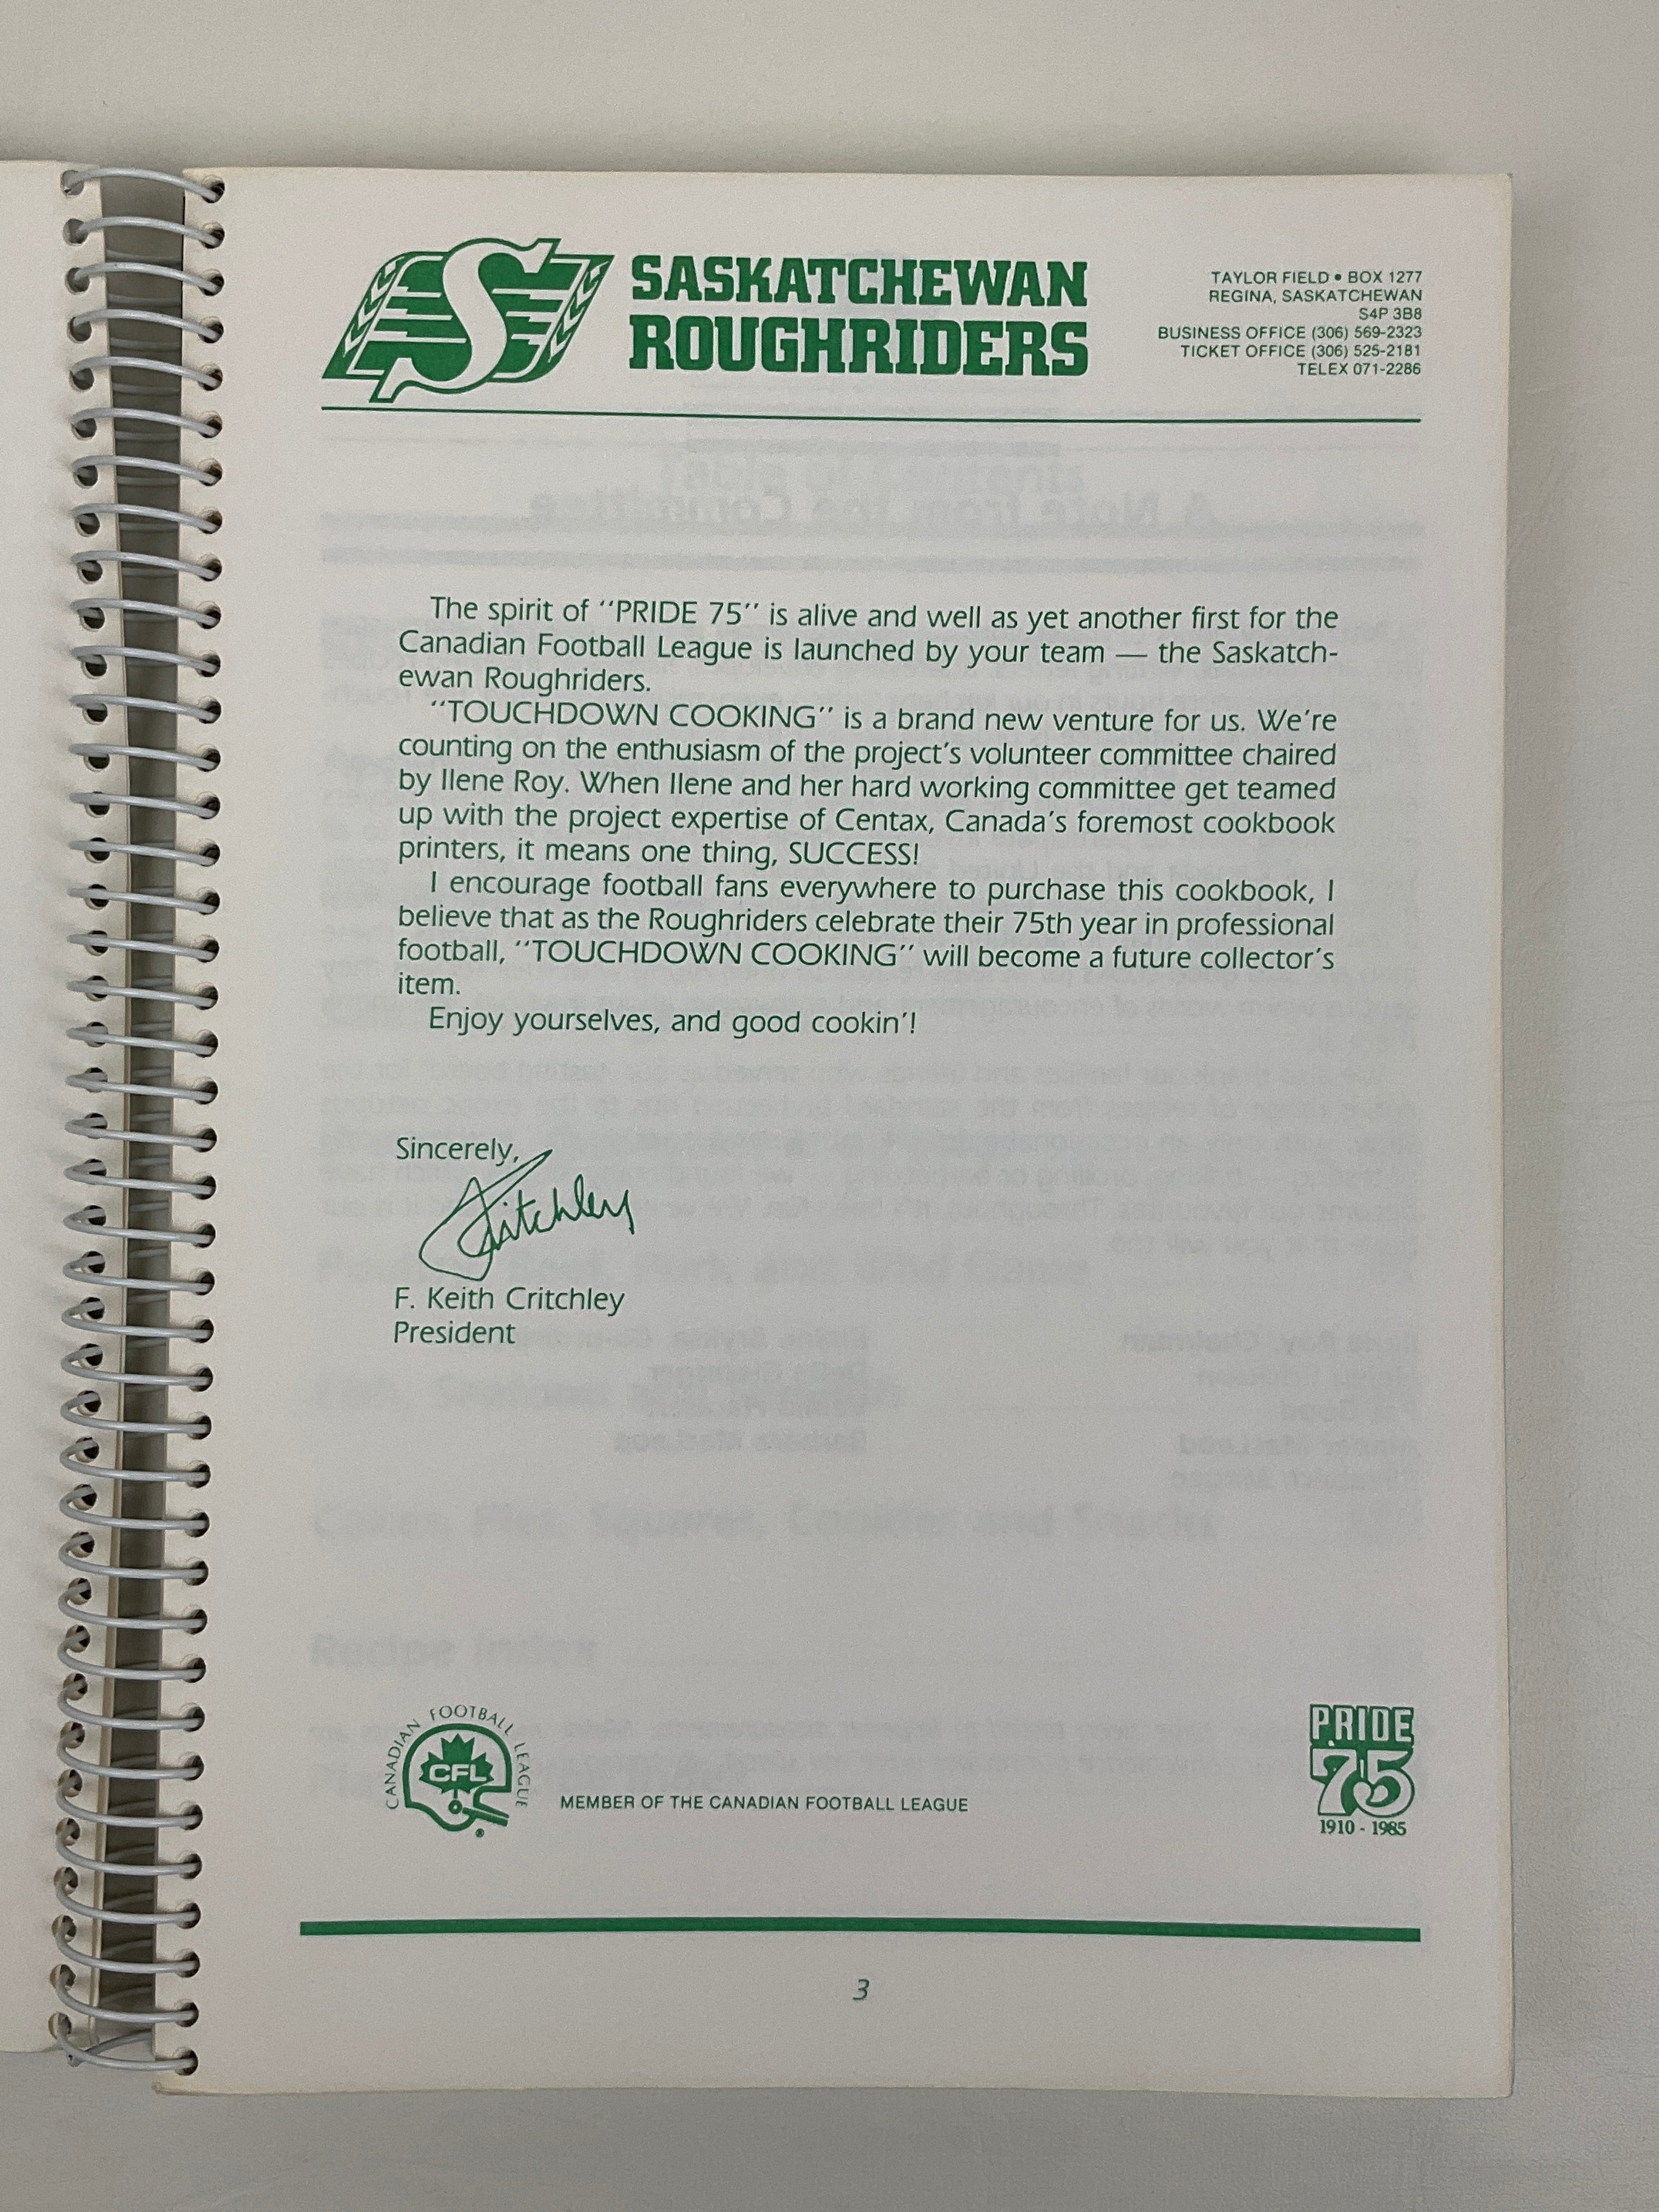 SASKATCHEWAN
ROUGHRIDERS
TAYLOR FIELD • BOX 1277
REGINA, SASKATCHEWAN
S4P 3B8
BUSINESS OFFICE (306) 569-2323
TICKET OFFICE (306) 525-2181
TELEX 071-2286
The spirit of ‘‘PRIDE 75’’ is alive and well as yet another first for the
Canadian Football League is launched by your team — the Saskatch-
ewan Roughriders.
‘‘TOUCHDOWN COOKING’’ is a brand new venture for us. We’re
counting on the enthusiasm of the project’s volunteer committee chaired
by Ilene Roy. When Ilene and her hard working committee get teamed
up with the project expertise of Centax, Canada’s foremost cookbook
printers, it means one thing, SUCCESS!
I encourage football fans everywhere to purchase this cookbook, I
believe that as the Roughriders celebrate their 75th year in professional
football, ‘‘TOUCHDOWN COOKING’’ will become a future collector’s
item.
Enjoy yourselves, and good cookin’!
Sincerely,
Critchley
F. Keith Critchley
President
CANADIAN FOOTBALL LEAGUE
CFL
®
MEMBER OF THE CANADIAN FOOTBALL LEAGUE
PRIDE
75
1910 - 1985
3